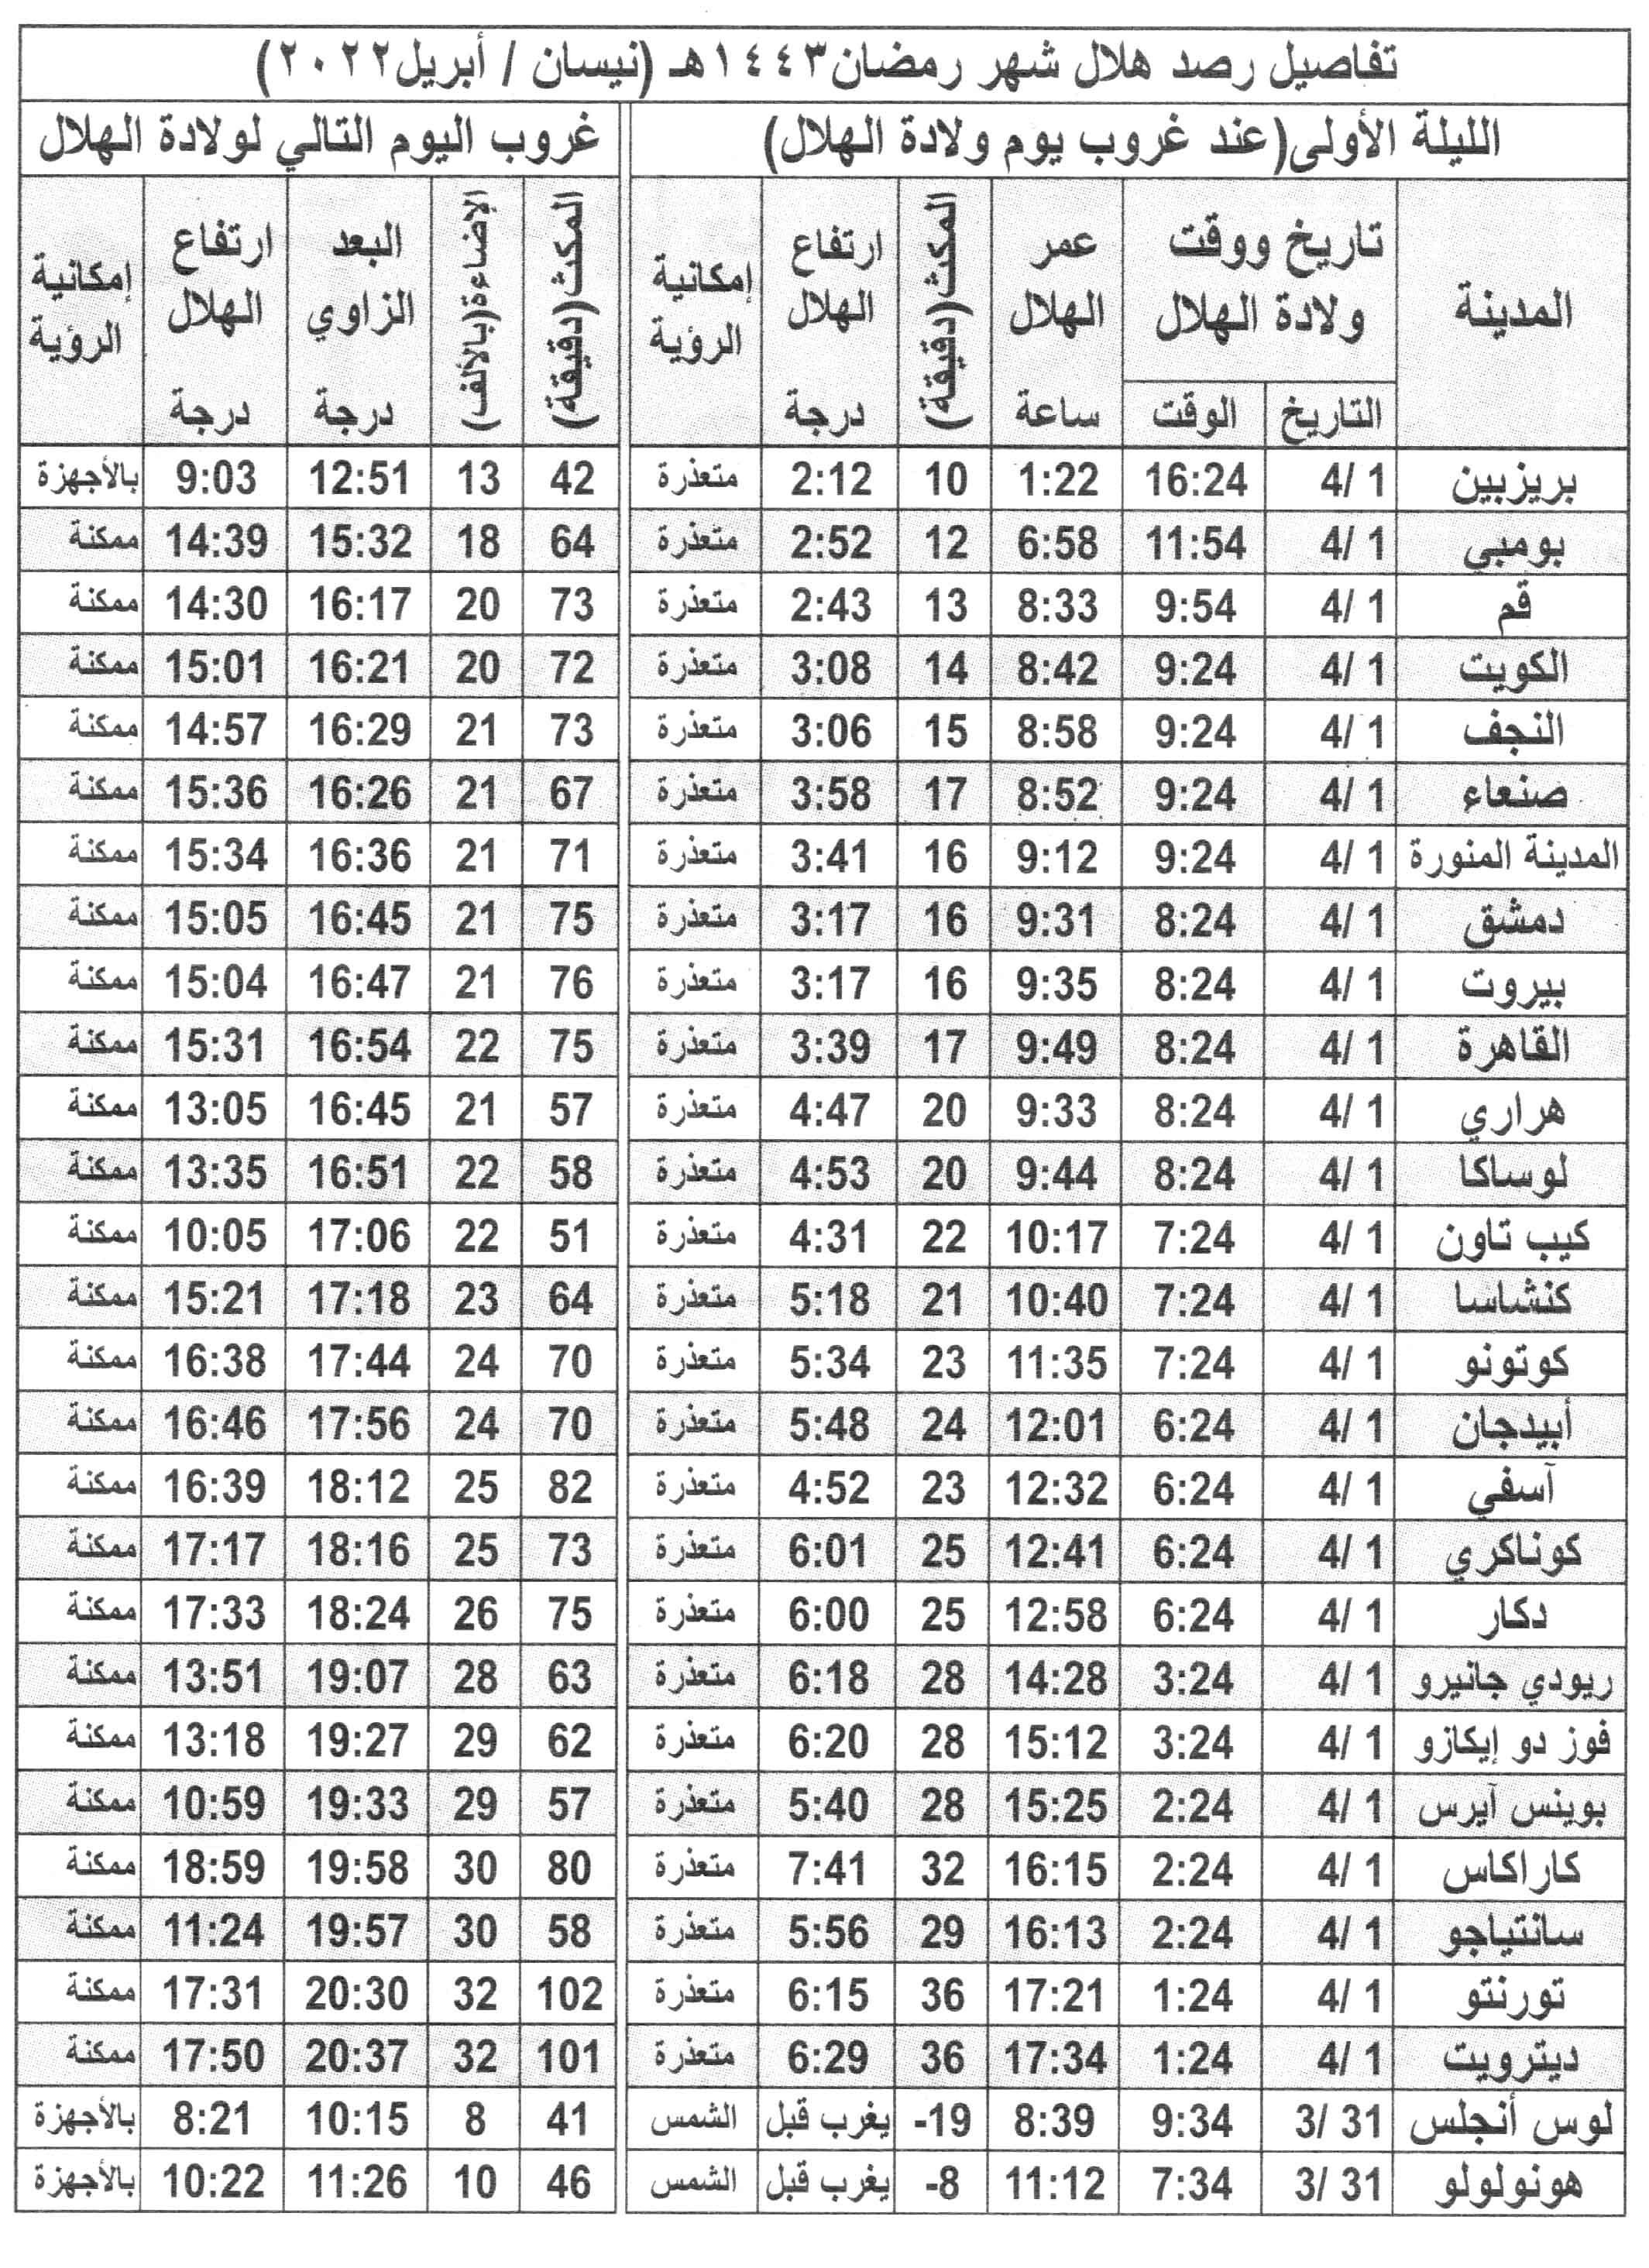 تفاصيل رصد هلال شهر رمضان١٤٤٣هـ (نيسان / أبريل٢٠٢٢)
الليلة الأولى(عند غروب يوم ولادة الهلال) غروب اليوم التالي لولادة الهلال
المدينة تاريخ ووقت ولادة الهلال التاريخ الوقت عمر الهلال ساعة المكث(دقيقة) ارتفاع الهلال درجة إمكانية الرؤية المكث(دقيقة) الإضاءة(بالألف) البعد الزاوي درجة ارتفاع الهلال درجة إمكانية الرؤية
بريزبين 4/ 1 16:24 1:22 10 2:12 متعذرة 42 13 12:51 9:03 بالأجهزة
بومبي 4/ 1 11:54 6:58 12 2:52 متعذرة 64 18 15:32 14:39 ممكنة
قم 4/ 1 9:54 8:33 13 2:43 متعذرة 73 20 16:17 14:30 ممكنة
الكويت 4/ 1 9:24 8:42 14 3:08 متعذرة 72 20 16:21 15:01 ممكنة
النجف 4/ 1 9:24 8:58 15 3:06 متعذرة 73 21 16:29 14:57 ممكنة
صنعاء 4/ 1 9:24 8:52 17 3:58 متعذرة 67 21 16:26 15:36 ممكنة
المدينة المنورة 4/ 1 9:24 9:12 16 3:41 متعذرة 71 21 16:36 15:34 ممكنة
دمشق 4/ 1 8:24 9:31 16 3:17 متعذرة 75 21 16:45 15:05 ممكنة
بيروت 4/ 1 8:24 9:35 16 3:17 متعذرة 76 21 16:47 15:04 ممكنة
القاهرة 4/ 1 8:24 9:49 17 3:39 متعذرة 75 22 16:54 15:31 ممكنة
هراري 4/ 1 8:24 9:33 20 4:47 متعذرة 57 21 16:45 13:05 ممكنة
لوساكا 4/ 1 8:24 9:44 20 4:53 متعذرة 58 22 16:51 13:35 ممكنة
كيب تاون 4/ 1 7:24 10:17 22 4:31 متعذرة 51 22 17:06 10:05 ممكنة
كنشاسا 4/ 1 7:24 10:40 21 5:18 متعذرة 64 23 17:18 15:21 ممكنة
كوتونو 4/ 1 7:24 11:35 23 5:34 متعذرة 70 24 17:44 16:38 ممكنة
أبيدجان 4/ 1 6:24 12:01 24 5:48 متعذرة 70 24 17:56 16:46 ممكنة
آسفي 4/ 1 6:24 12:32 23 4:52 متعذرة 82 25 18:12 16:39 ممكنة
كوناكري 4/ 1 6:24 12:41 25 6:01 متعذرة 73 25 18:16 17:17 ممكنة
دكار 4/ 1 6:24 12:58 25 6:00 متعذرة 75 26 18:24 17:33 ممكنة
ريودي جانيرو 4/ 1 3:24 14:28 28 6:18 متعذرة 63 28 19:07 13:51 ممكنة
فوز دو إيكازو 4/ 1 3:24 15:12 28 6:20 متعذرة 62 29 19:27 13:18 ممكنة
بوينس آيرس 4/ 1 2:24 15:25 28 5:40 متعذرة 57 29 19:33 10:59 ممكنة
كاراكاس 4/ 1 2:24 16:15 32 7:41 متعذرة 80 30 19:58 18:59 ممكنة
سانتياجو 4/ 1 2:24 16:13 29 5:56 متعذرة 58 30 19:57 11:24 ممكنة
تورنتو 4/ 1 1:24 17:21 36 6:15 متعذرة 102 32 20:30 17:31 ممكنة
ديترويت 4/ 1 1:24 17:34 36 6:29 متعذرة 101 32 20:37 17:50 ممكنة
لوس أنجلس 3/ 31 9:34 8:39 -19 يغرب قبل الشمس 41 8 10:15 8:21 بالأجهزة
هونولولو 3/ 31 7:34 11:12 -8 يغرب قبل الشمس 46 10 11:26 10:22 بالأجهزة